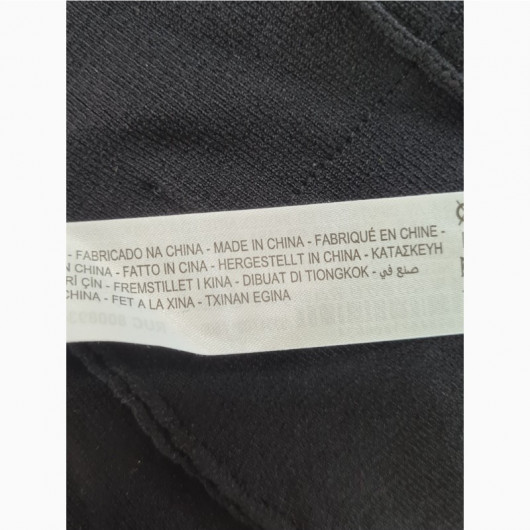 - FABRICADO NA CHINA - MADE IN CHINA - FABRIQUÉ EN CHINE -
CHINA - FATTO IN CINA - HERGESTELLT IN CHINA - ΚΑΤΑΣΚΕΥΗ
ÇİN - FREMSTILLET I KINA - DIBUAT DI TIONGKOK - صنع في
CHINA - FET A LA XINA - TXINAN EGINA